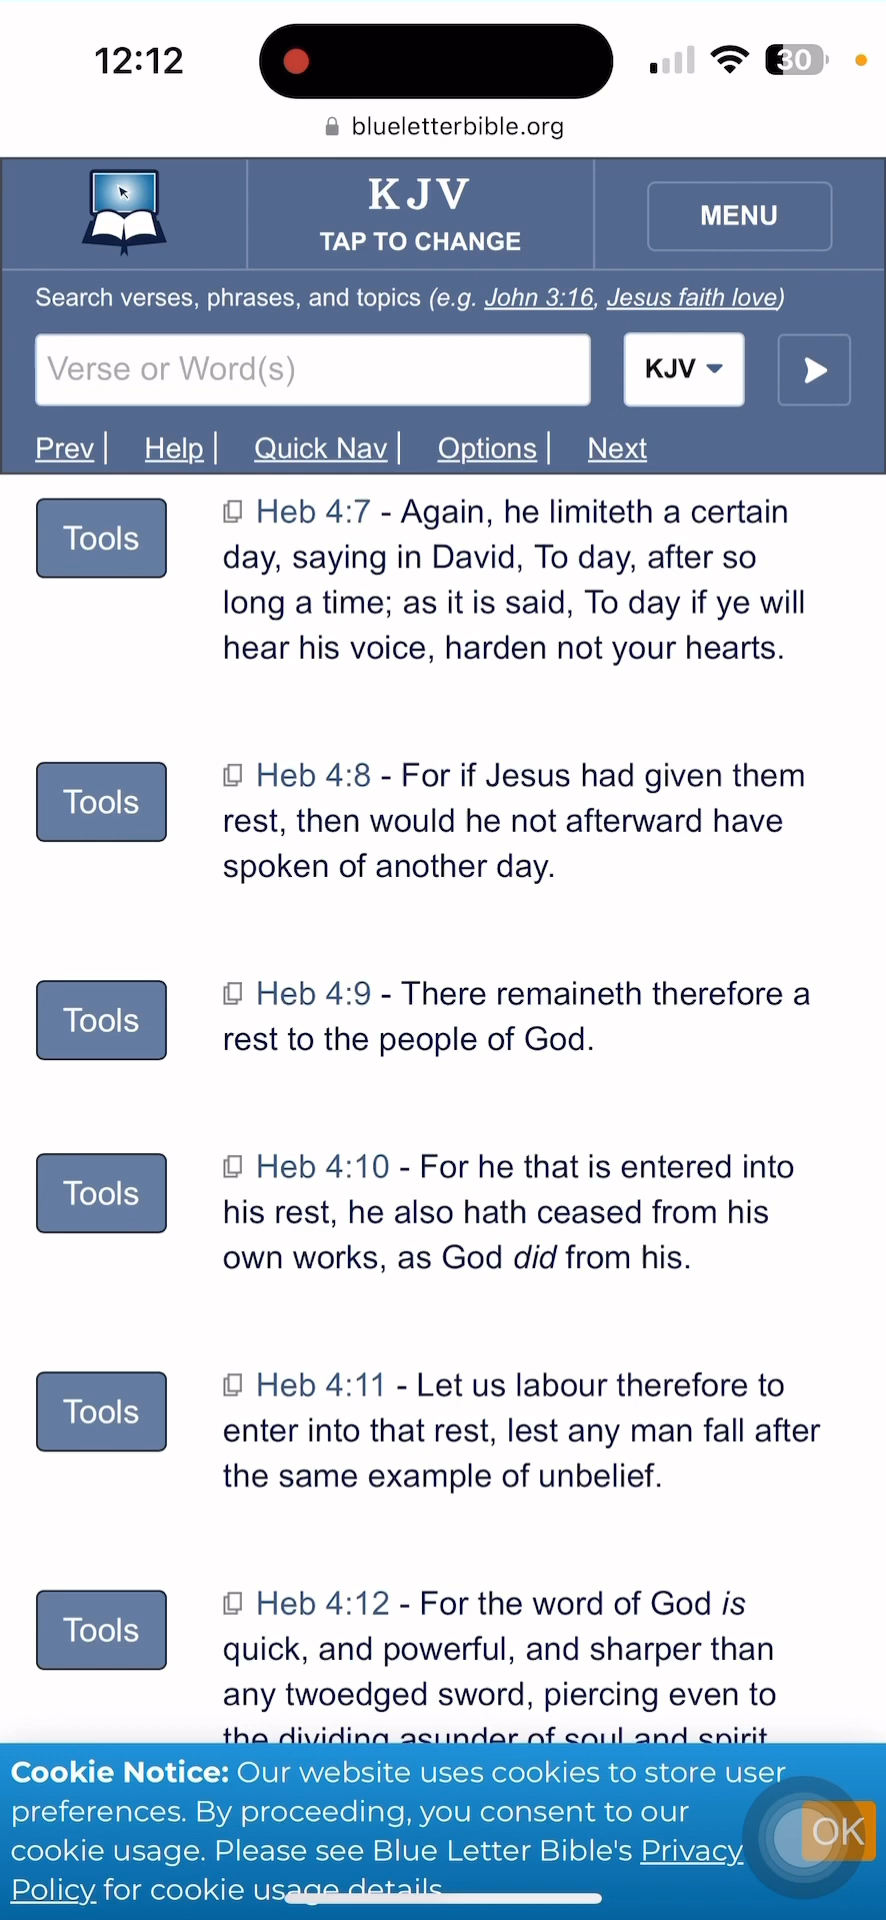 12:12
30
blueletterbible.org
KJV
TAP TO CHANGE
MENU
Search verses, phrases, and topics (e.g. John 3:16, Jesus faith love)
Verse or Word(s)
KJV
Prev | Help | Quick Nav | Options | Next
Tools
Heb 4:7 - Again, he limiteth a certain
day, saying in David, To day, after so
long a time; as it is said, To day if ye will
hear his voice, harden not your hearts.
Tools
Heb 4:8 - For if Jesus had given them
rest, then would he not afterward have
spoken of another day.
Tools
Heb 4:9 - There remaineth therefore a
rest to the people of God.
Tools
Heb 4:10 - For he that is entered into
his rest, he also hath ceased from his
own works, as God did from his.
Tools
Heb 4:11 - Let us labour therefore to
enter into that rest, lest any man fall after
the same example of unbelief.
Tools
Heb 4:12 - For the word of God is
quick, and powerful, and sharper than
any twoedged sword, piercing even to
the dividing asunder of soul and spirit
Cookie Notice: Our website uses cookies to store user
preferences. By proceeding, you consent to our
cookie usage. Please see Blue Letter Bible's Privacy
Policy for cookie usage details
OK